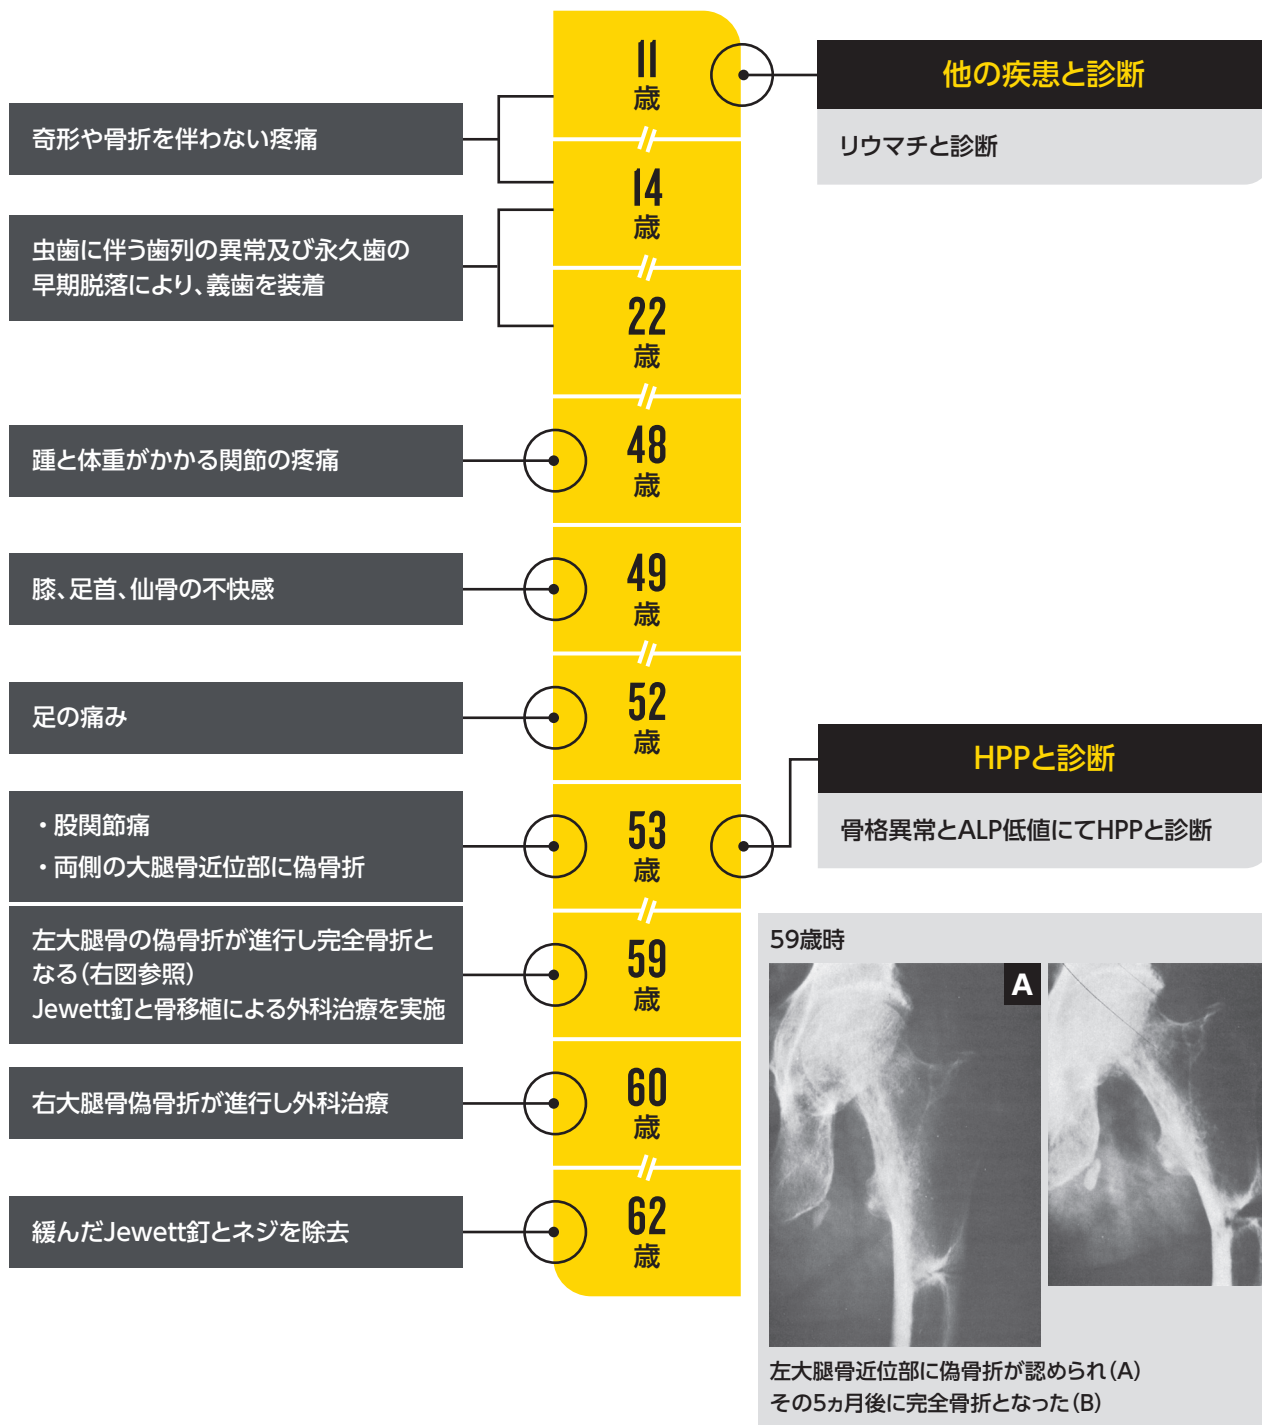 11
歳
他の疾患と診断
リウマチと診断
奇形や骨折を伴わない疼痛
14
歳
虫歯に伴う歯列の異常及び永久歯の
早期脱落により、義歯を装着
22
歳
48
歳
踵と体重がかかる関節の疼痛
49
歳
膝、足首、仙骨の不快感
52
歳
足の痛み
53
歳
・股関節痛
・両側の大腿骨近位部に偽骨折
HPPと診断
骨格異常とALP低値にてHPPと診断
59
歳
左大腿骨の偽骨折が進行し完全骨折と
なる（右図参照）
Jewett釘と骨移植による外科治療を実施
60
歳
右大腿骨偽骨折が進行し外科治療
62
歳
緩んだJewett釘とネジを除去
59歳時
A
左大腿骨近位部に偽骨折が認められ（A）
その5ヵ月後に完全骨折となった（B）